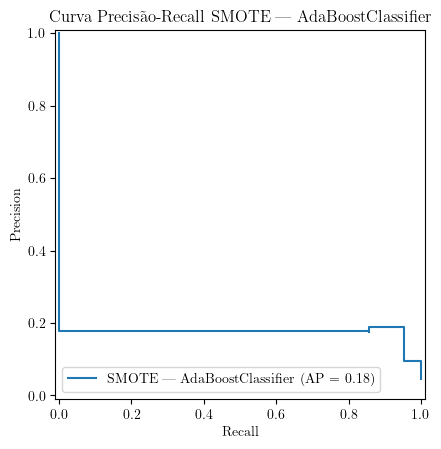 Curva Precisão-Recall SMOTE — AdaBoostClassifier
1.0
0.8
0.6
0.4
0.2
0.0
Precision
SMOTE — AdaBoostClassifier (AP = 0.18)
0.0 0.2 0.4 0.6 0.8 1.0
Recall